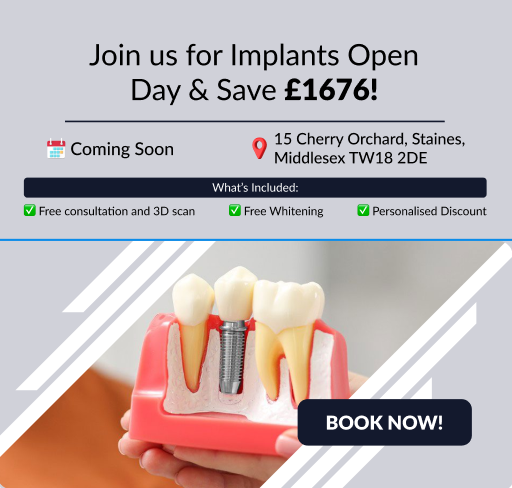 Join us for Implants Open
Day & Save £1676!
Coming Soon
15 Cherry Orchard, Staines,
Middlesex TW18 2DE
What's Included:
Free consultation and 3D scan
Free Whitening
Personalised Discount
BOOK NOW!